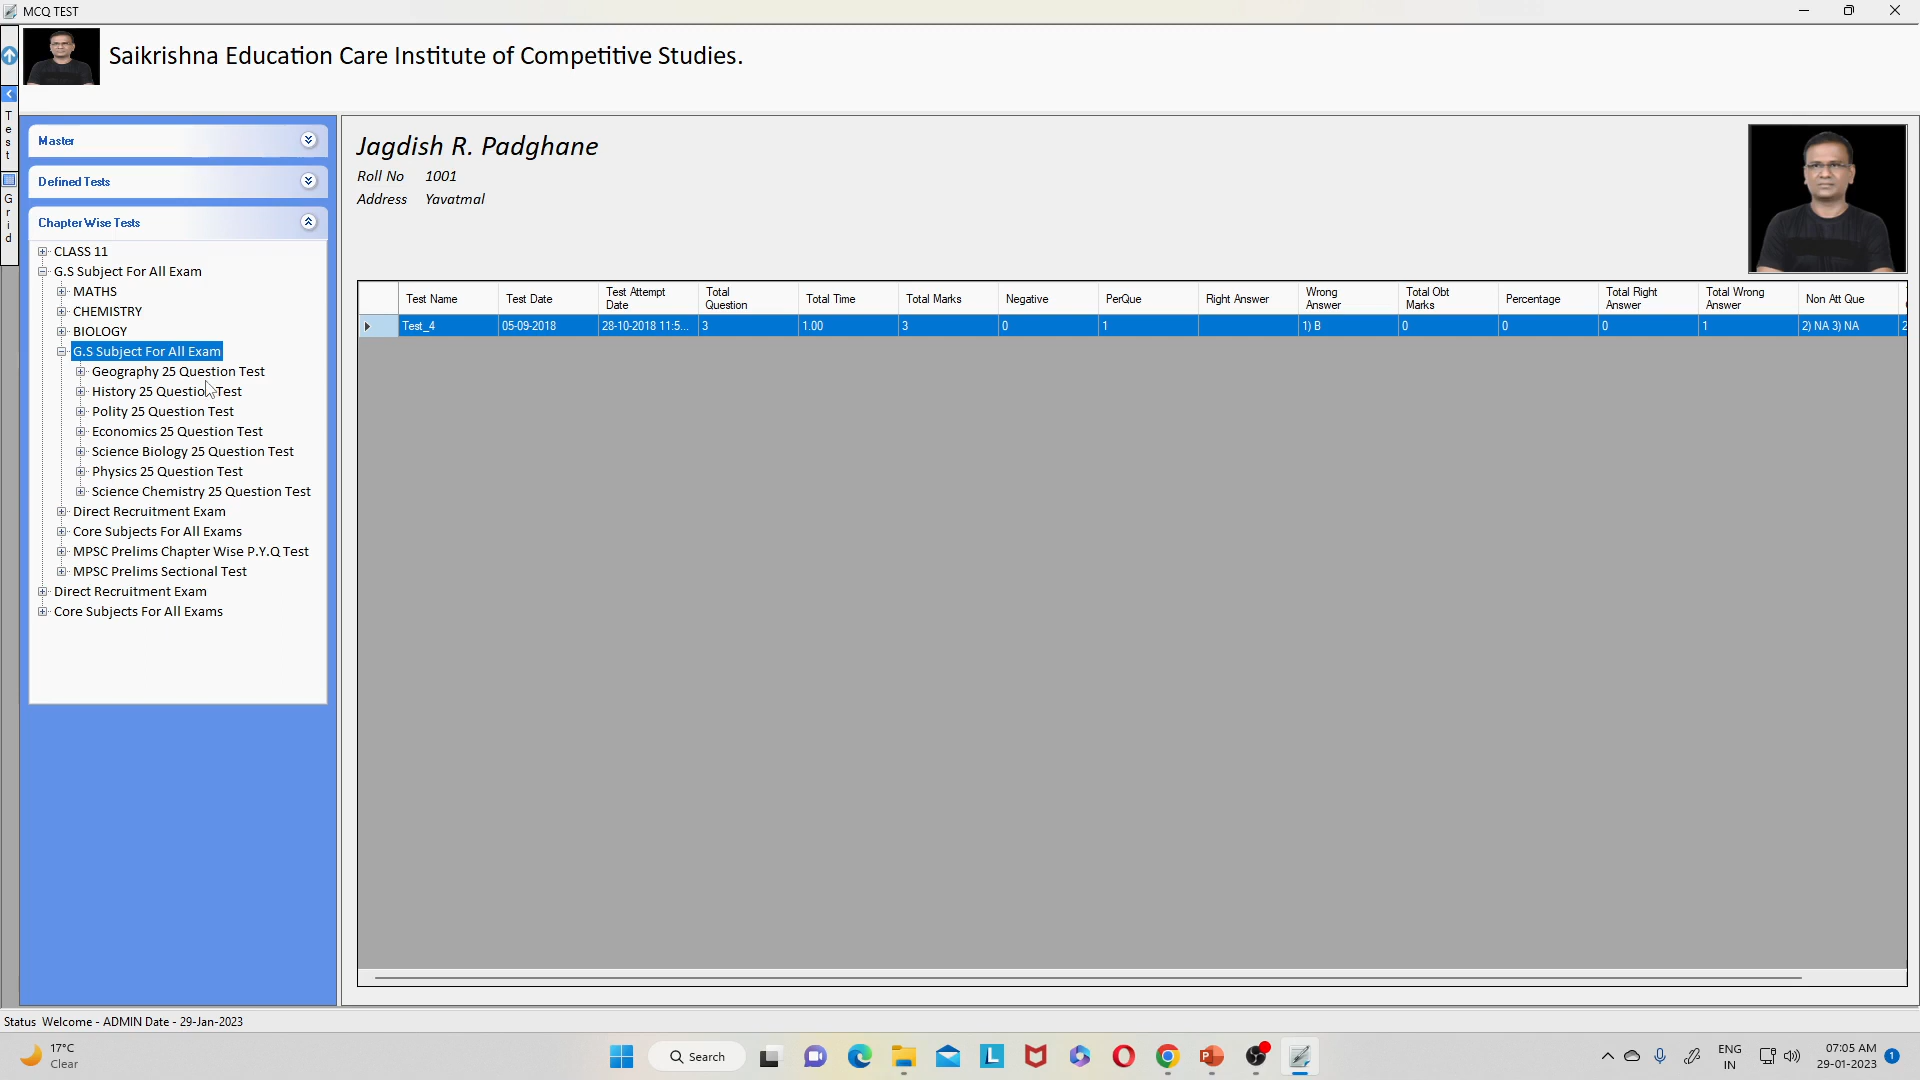 MCQ TEST
Saikrishna Education Care Institute of Competitive Studies.
Test
Grid
Master
Defined Tests
Chapter Wise Tests
CLASS 11
G.S Subject For All Exam
MATHS
CHEMISTRY
BIOLOGY
G.S Subject For All Exam
Geography 25 Question Test
History 25 Question Test
Polity 25 Question Test
Economics 25 Question Test
Science Biology 25 Question Test
Physics 25 Question Test
Science Chemistry 25 Question Test
Direct Recruitment Exam
Core Subjects For All Exams
MPSC Prelims Chapter Wise P.Y.Q Test
MPSC Prelims Sectional Test
Direct Recruitment Exam
Core Subjects For All Exams
Jagdish R. Padghane
Roll No 1001
Address Yavatmal
Test Name Test Date Test Attempt Date Total Question Total Time Total Marks Negative PerQue Right Answer Wrong Answer Total Obt Marks Percentage Total Right Answer Total Wrong Answer Non Att Que
Test_4 05-09-2018 28-10-2018 11:5... 3 1.00 3 0 1 1) B 0 0 0 1 2) NA 3) NA 2
Status Welcome - ADMIN Date - 29-Jan-2023
17°C
Clear
Search
ENG
IN
07:05 AM
29-01-2023
1